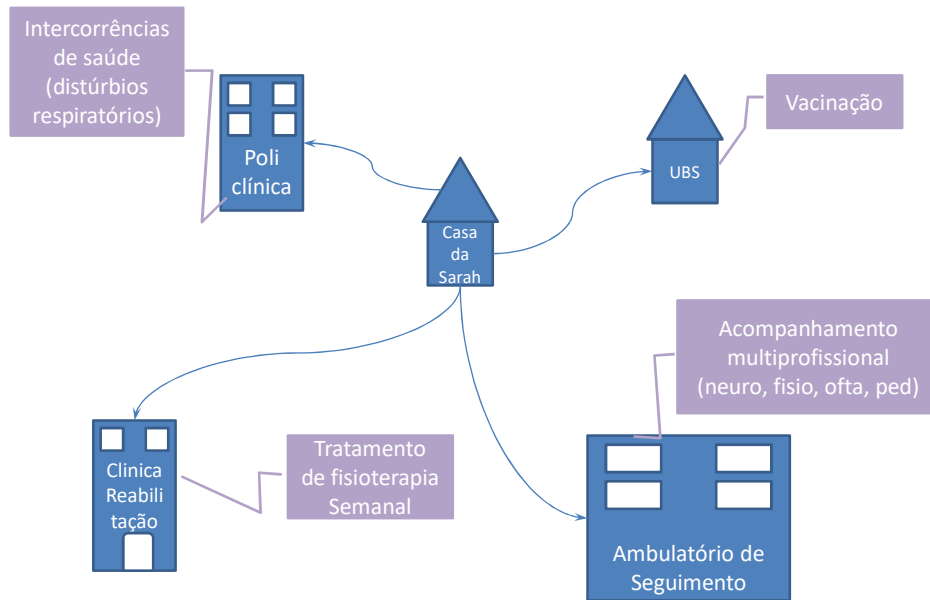 Intercorrências
de saúde
(distúrbios
respiratórios)
Poli
clínica
Vacinação
UBS
Casa
da
Sarah
Acompanhamento
multiprofissional
(neuro, fisio, ofta, ped)
Clinica
Reabili
tação
Tratamento
de fisioterapia
Semanal
Ambulatório de
Seguimento